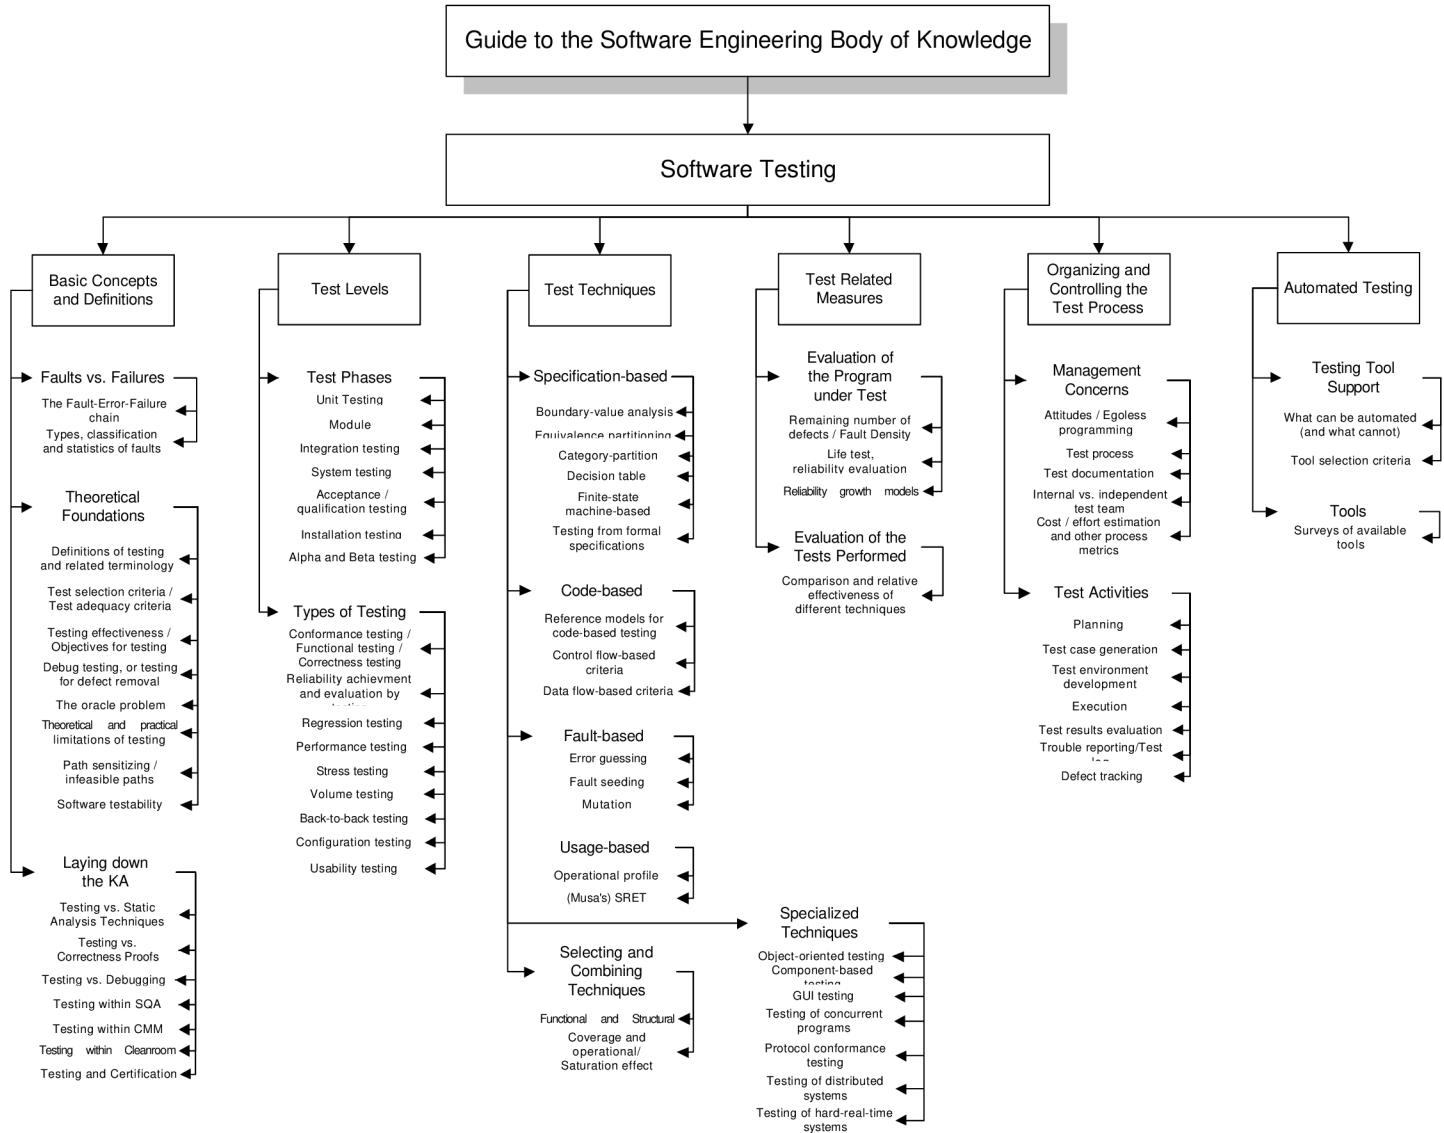 Guide to the Software Engineering Body of Knowledge
Software Testing
Basic Concepts
and Definitions
Faults vs. Failures
The Fault-Error-Failure
chain
Types, classification
and statistics of faults
Theoretical
Foundations
Definitions of testing
and related terminology
Test selection criteria /
Test adequacy criteria
Testing effectiveness /
Objectives for testing
Debug testing, or testing
for defect removal
The oracle problem
Theoretical and practical
limitations of testing
Path sensitizing /
infeasible paths
Software testability
Laying down
the KA
Testing vs. Static
Analysis Techniques
Testing vs.
Correctness Proofs
Testing vs. Debugging
Testing within SQA
Testing within CMM
Testing within Cleanroom
Testing and Certification
Test Levels
Test Phases
Unit Testing
Module
Integration testing
System testing
Acceptance /
qualification testing
Installation testing
Alpha and Beta testing
Types of Testing
Conformance testing /
Functional testing /
Correctness testing
Reliability achievment
and evaluation by
testing
Regression testing
Performance testing
Stress testing
Volume testing
Back-to-back testing
Configuration testing
Usability testing
Test Techniques
Specification-based
Boundary-value analysis
Equivalence partitioning
Category-partition
Decision table
Finite-state
machine-based
Testing from formal
specifications
Code-based
Reference models for
code-based testing
Control flow-based
criteria
Data flow-based criteria
Fault-based
Error guessing
Fault seeding
Mutation
Usage-based
Operational profile
(Musa's) SRET
Selecting and
Combining
Techniques
Functional and Structural
Coverage and
operational/
Saturation effect
Specialized
Techniques
Object-oriented testing
Component-based
testing
GUI testing
Testing of concurrent
programs
Protocol conformance
testing
Testing of distributed
systems
Testing of hard-real-time
systems
Test Related
Measures
Evaluation of
the Program
under Test
Remaining number of
defects / Fault Density
Life test,
reliability evaluation
Reliability growth models
Evaluation of the
Tests Performed
Comparison and relative
effectiveness of
different techniques
Organizing and
Controlling the
Test Process
Management
Concerns
Attitudes / Egoless
programming
Test process
Test documentation
Internal vs. independent
test team
Cost / effort estimation
and other process
metrics
Test Activities
Planning
Test case generation
Test environment
development
Execution
Test results evaluation
Trouble reporting/Test
log
Defect tracking
Automated Testing
Testing Tool
Support
What can be automated
(and what cannot)
Tool selection criteria
Tools
Surveys of available
tools